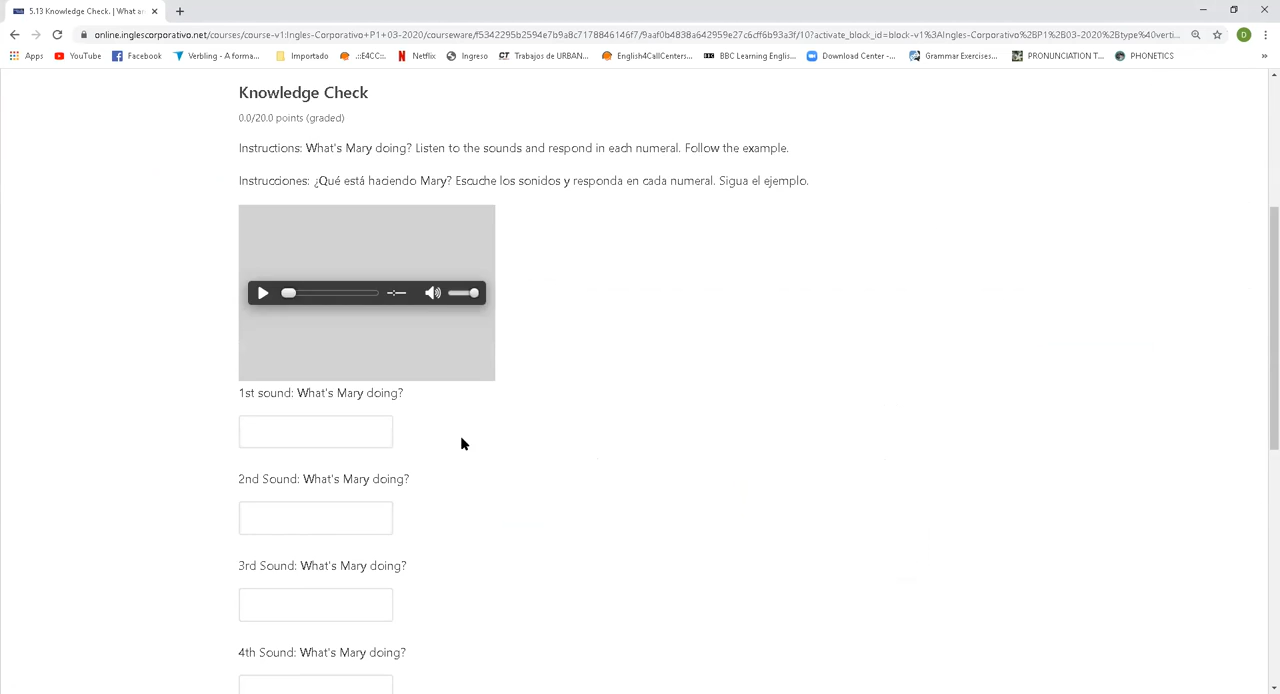 5.13 Knowledge Check. | What ar
online.inglescorporativo.net/courses/course-v1:Ingles-Corporativo+P1+03-2020/courseware/f5342295b2594e7b9a8c7178846146f7/9aaf0b4838a642959e27c6cff6b93a3f/10?activate_block_id=block-v1%3AIngles-Corporativo%2BP1%2B03-2020%2Btype%40verti...
Apps YouTube Facebook Verbling - A forma... Importado .::E4CC::. Netflix Ingreso CT Trabajos de URBAN... English4CallCenters... BBC Learning Englis... Download Center -... Grammar Exercises... PRONUNCIATION T... PHONETICS »
Knowledge Check
0.0/20.0 points (graded)
Instructions: What's Mary doing? Listen to the sounds and respond in each numeral. Follow the example.
Instrucciones: ¿Qué está haciendo Mary? Escuche los sonidos y responda en cada numeral. Sigua el ejemplo.
--:--
1st sound: What's Mary doing?
2nd Sound: What's Mary doing?
3rd Sound: What's Mary doing?
4th Sound: What's Mary doing?